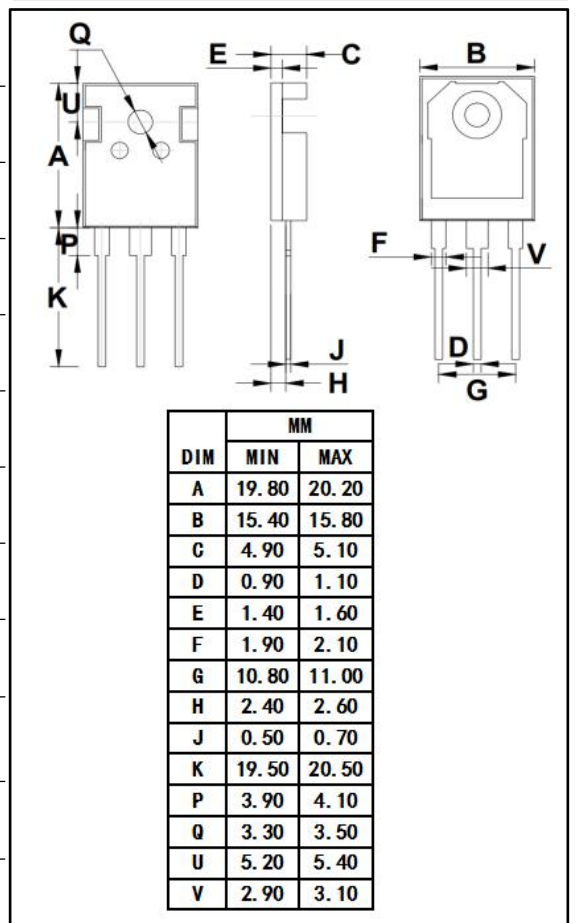 Q
E
C
B
U
A
P
K
F
V
J
H
D
G
MM
DIM MIN MAX
A 19.80 20.20
B 15.40 15.80
C 4.90 5.10
D 0.90 1.10
E 1.40 1.60
F 1.90 2.10
G 10.80 11.00
H 2.40 2.60
J 0.50 0.70
K 19.50 20.50
P 3.90 4.10
Q 3.30 3.50
U 5.20 5.40
V 2.90 3.10